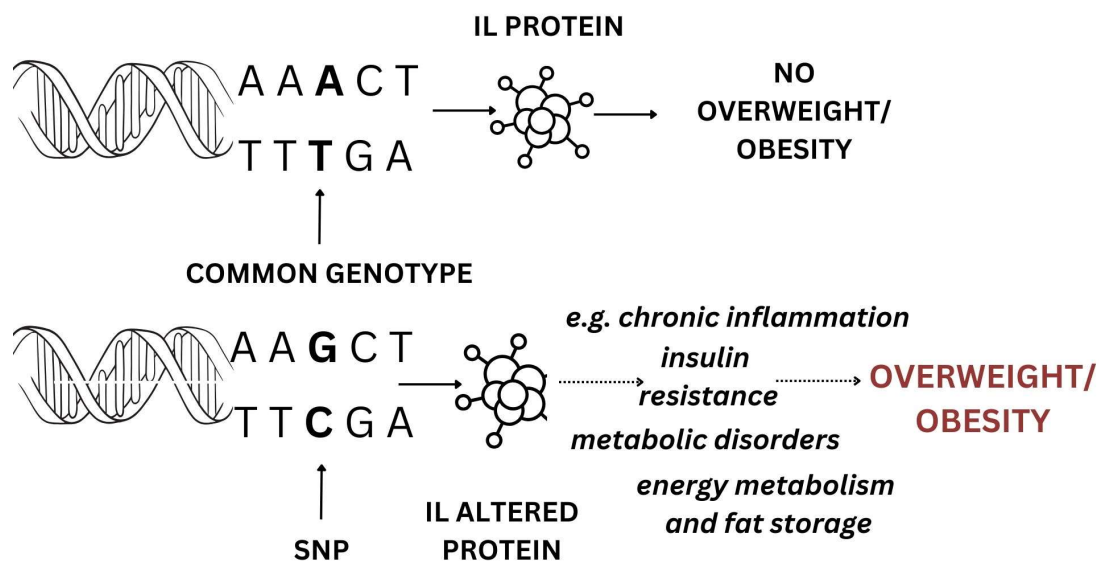 IL PROTEIN
A A A C T
T T T G A
NO
OVERWEIGHT/
OBESITY
COMMON GENOTYPE
A A G C T
T T C G A
e.g. chronic inflammation
insulin
resistance
metabolic disorders
energy metabolism
and fat storage
OVERWEIGHT/
OBESITY
SNP
IL ALTERED
PROTEIN